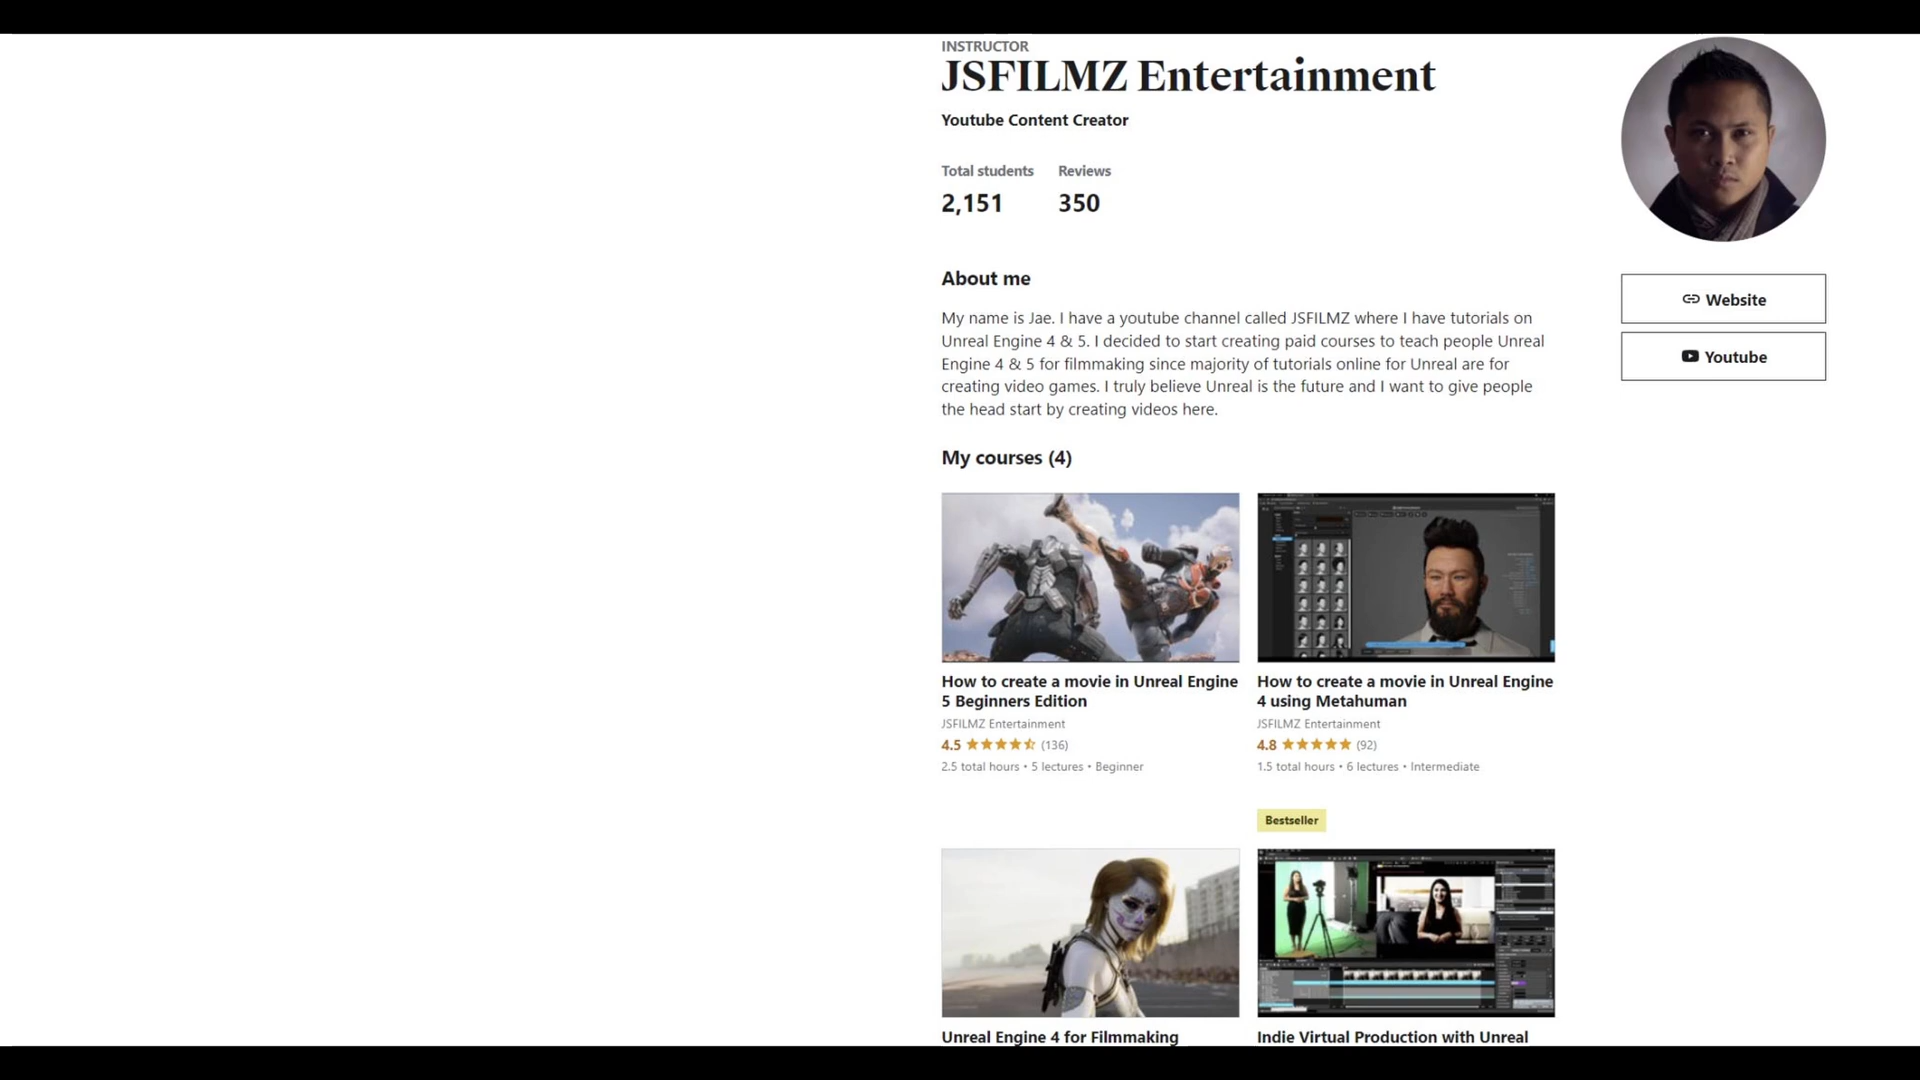 INSTRUCTOR
JSFILMZ Entertainment
Youtube Content Creator
Total students
Reviews
2,151
350
Website
Youtube
About me
My name is Jae. I have a youtube channel called JSFILMZ where I have tutorials on
Unreal Engine 4 & 5. I decided to start creating paid courses to teach people Unreal
Engine 4 & 5 for filmmaking since majority of tutorials online for Unreal are for
creating video games. I truly believe Unreal is the future and I want to give people
the head start by creating videos here.
My courses (4)
How to create a movie in Unreal Engine
5 Beginners Edition
JSFILMZ Entertainment
4.5 (136)
2.5 total hours • 5 lectures • Beginner
How to create a movie in Unreal Engine
4 using Metahuman
JSFILMZ Entertainment
4.8 (92)
1.5 total hours • 6 lectures • Intermediate
Bestseller
Unreal Engine 4 for Filmmaking
Indie Virtual Production with Unreal